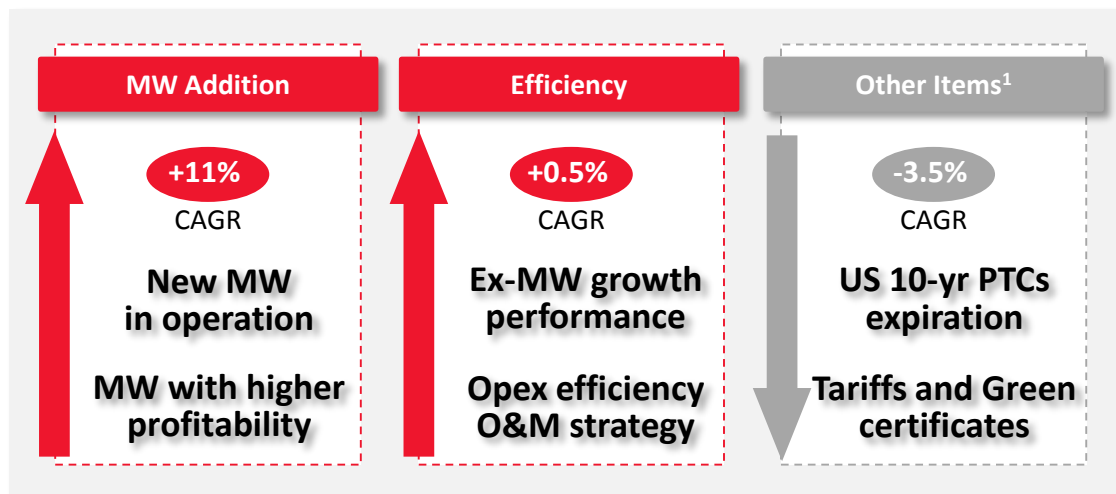 MW Addition
+11%
CAGR
New MW
in operation
MW with higher
profitability
Efficiency
+0.5%
CAGR
Ex-MW growth
performance
Opex efficiency
O&M strategy
Other Items¹
-3.5%
CAGR
US 10-yr PTCs
expiration
Tariffs and Green
certificates